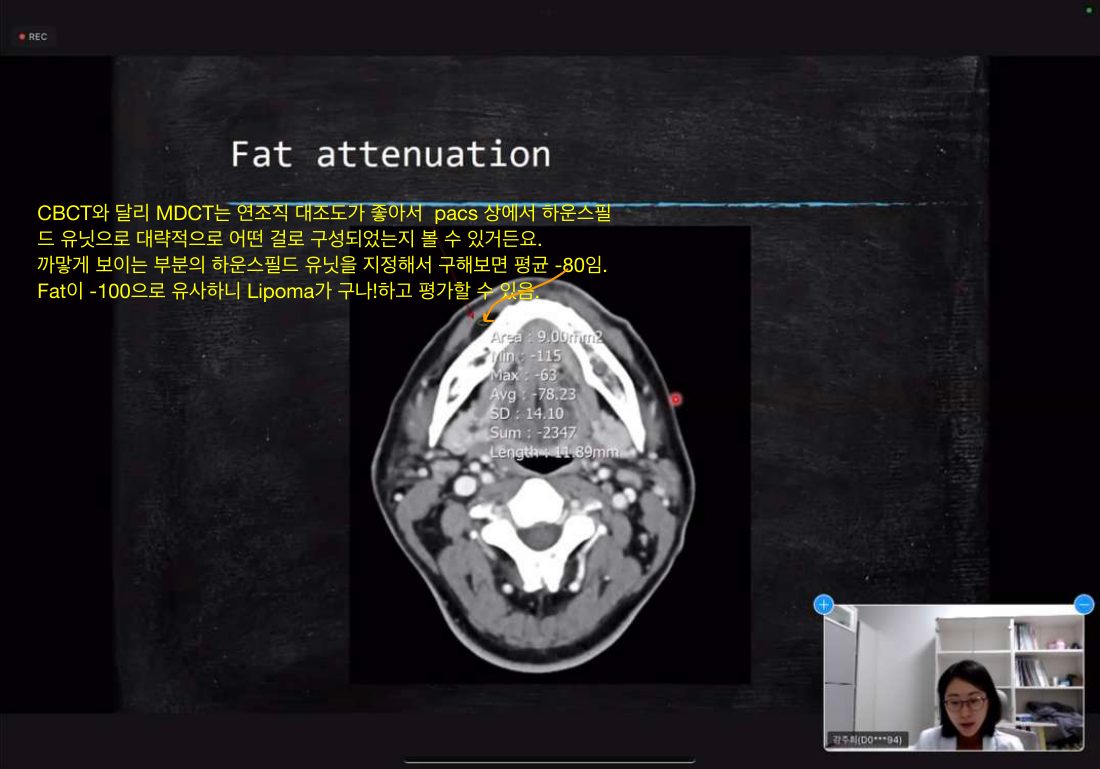 REC
Fat attenuation
CBCT와 달리 MDCT는 연조직 대조도가 좋아서 pacs 상에서 하운스필
드 유닛으로 대략적으로 어떤 걸로 구성되었는지 볼 수 있거든요.
까맣게 보이는 부분의 하운스필드 유닛을 지정해서 구해보면 평균 -80임.
Fat이 -100으로 유사하니 Lipoma가 구나!하고 평가할 수 있음.
Area : 9.00mm2
Min : -115
Max : -63
Avg : -78.23
SD : 14.10
Sum : -2347
Length : 11.89mm
강주희(D0***94)